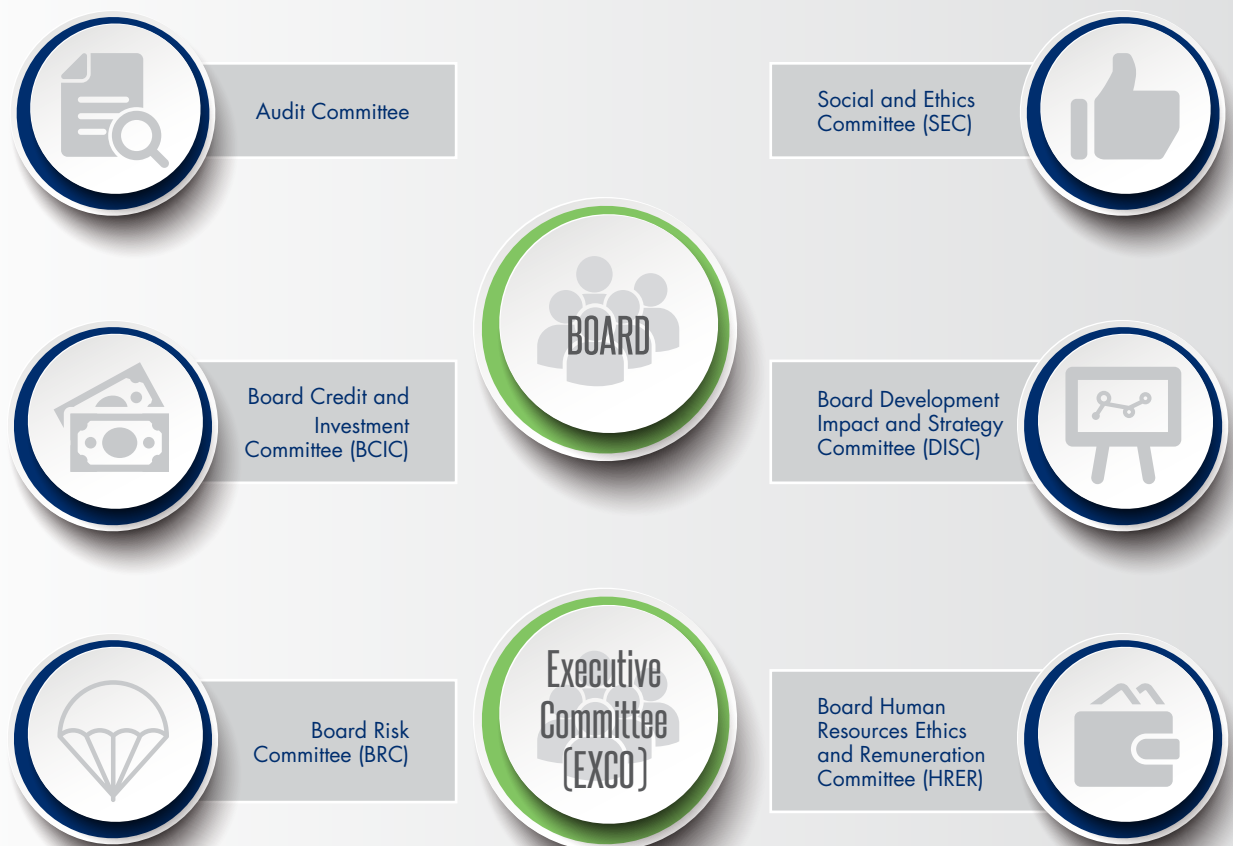 Audit Committee
Social and Ethics
Committee (SEC)
BOARD
Board Credit and
Investment
Committee (BCIC)
Board Development
Impact and Strategy
Committee (DISC)
Executive
Committee
(EXCO)
Board Risk
Committee (BRC)
Board Human
Resources Ethics
and Remuneration
Committee (HRER)